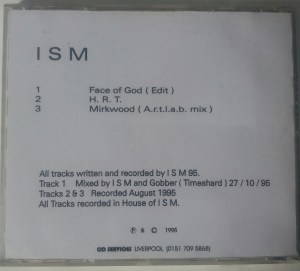 I S M
1 Face of God ( Edit )
2 H. R. T.
3 Mirkwood ( A.r.t.l.a.b. mix )
All tracks written and recorded by I S M 95.
Track 1 Mixed by I S M and Gobber ( Timeshard ) 27 / 10 / 95
Tracks 2 & 3 Recorded August 1995
All Tracks recorded in House of I S M.
℗ & © 1995
CD SERVICES LIVERPOOL (0151 709 5868)